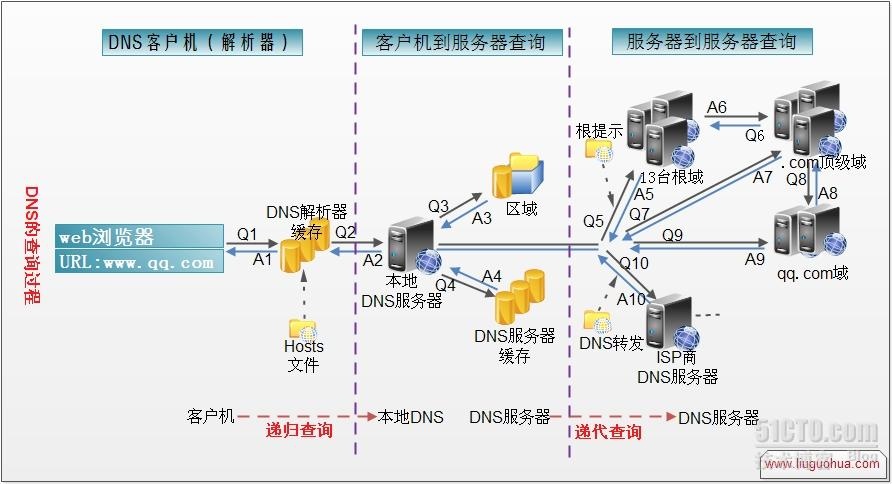 DNS客户机（解析器）
客户机到服务器查询
服务器到服务器查询
DNS的查询过程
web浏览器
URL:www.qq.com
Q1
A1
DNS解析器
缓存
Hosts
文件
Q2
A2
本地
DNS服务器
Q3
A3
区域
Q4
A4
DNS服务器
缓存
根提示
13台根域
Q5
A5
A6
Q6
.com顶级域
Q7
A7
Q8
A8
Q9
A9
qq.com域
Q10
A10
DNS转发
ISP商
DNS服务器
客户机
递归查询
本地DNS
DNS服务器
递代查询
DNS服务器
51CTO.com
技术博客 Blog
www.liuguohua.com